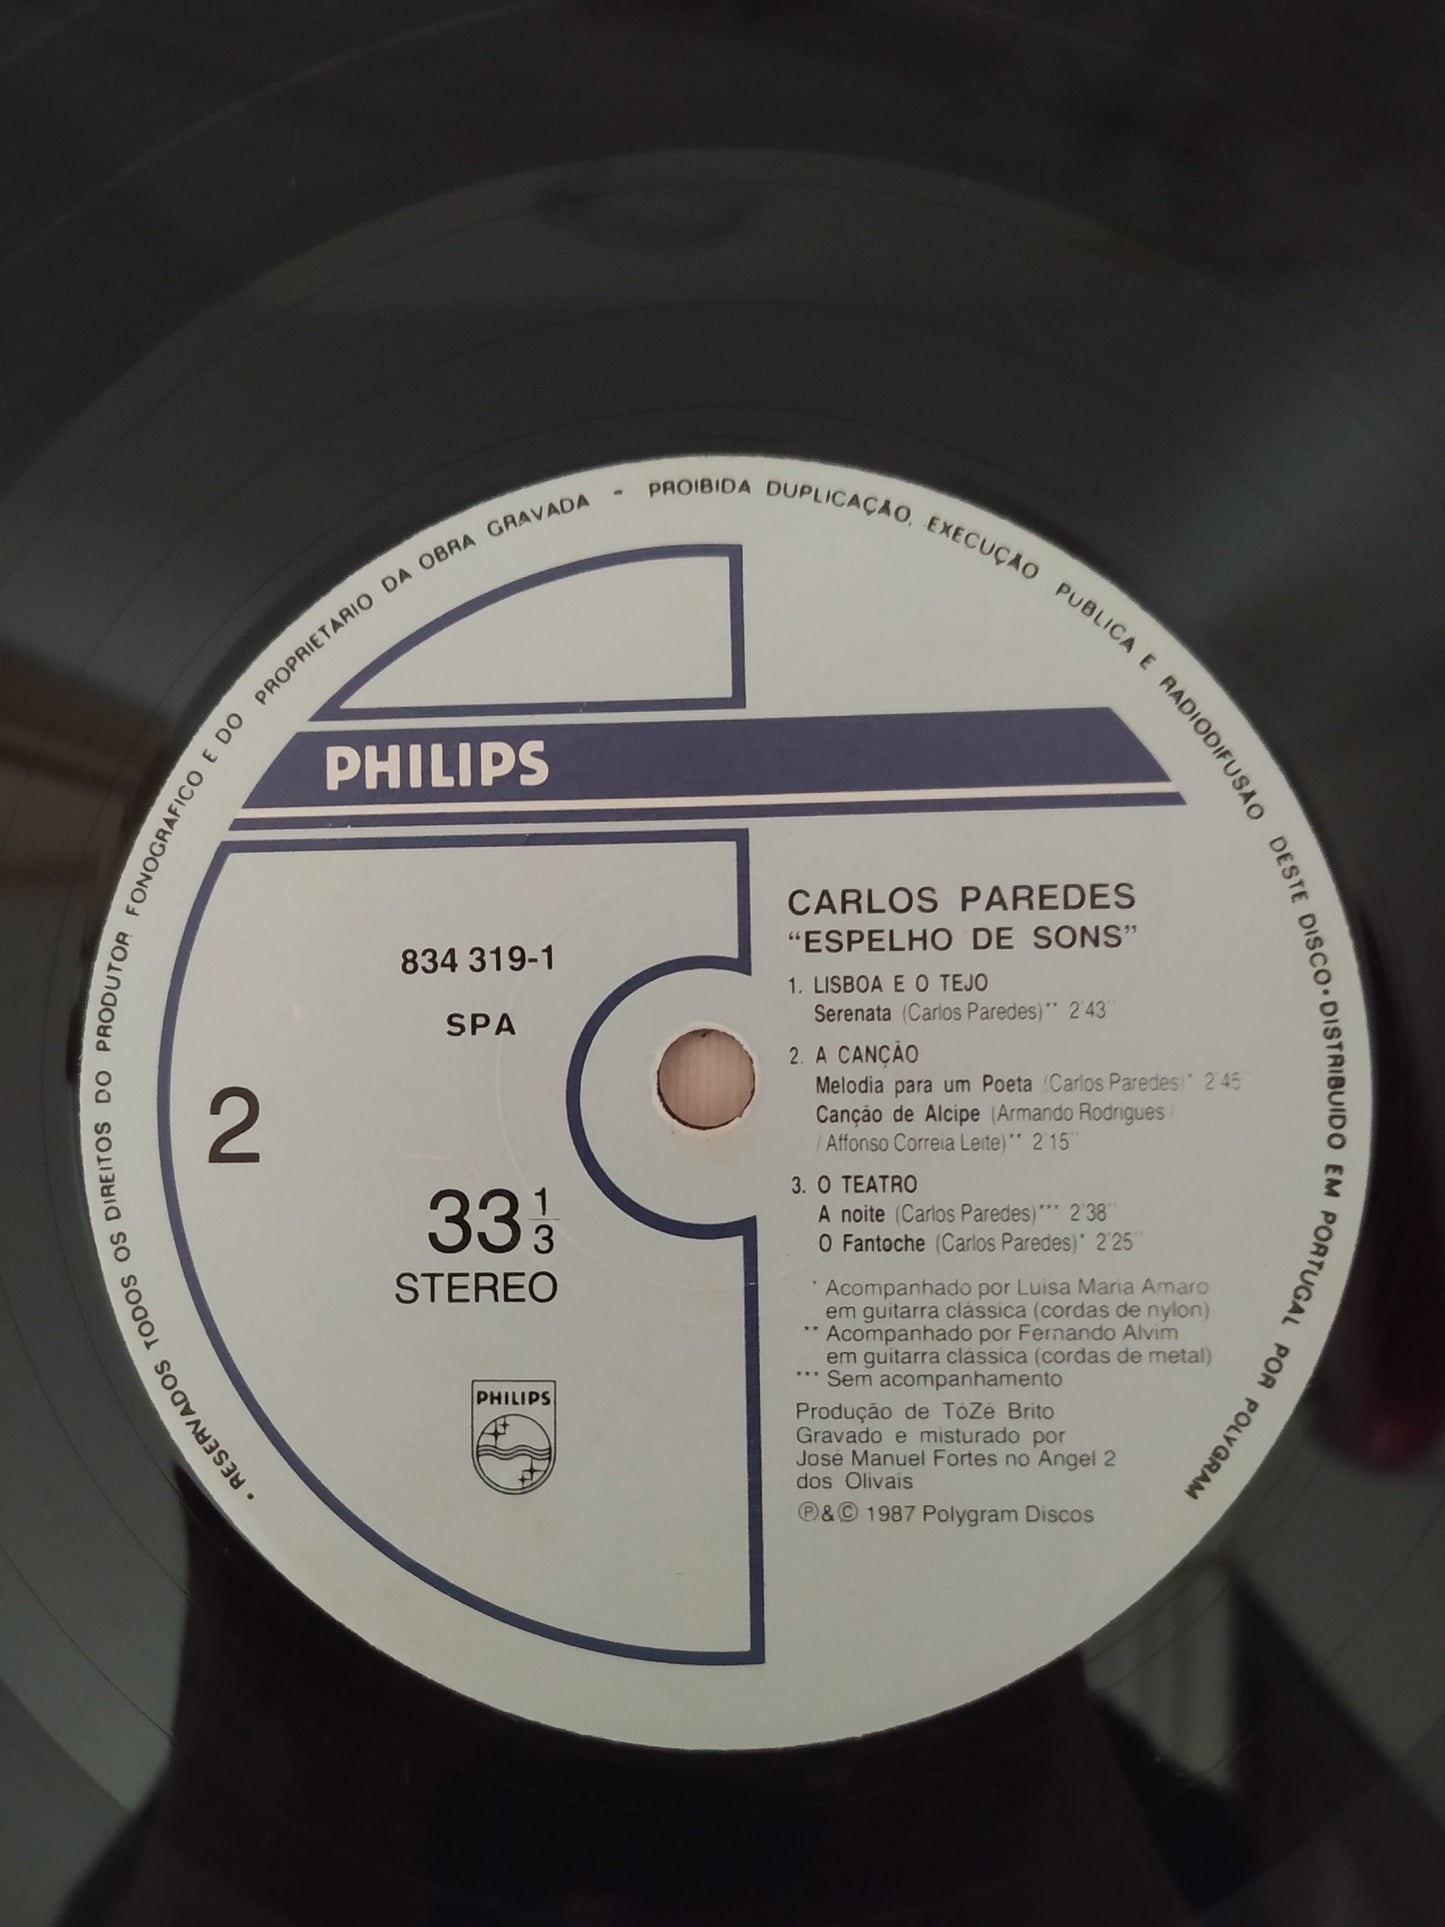 • RESERVADOS TODOS OS DIREITOS DO PRODUTOR FONOGRAFICO E DO PROPRIETARIO DA OBRA GRAVADA - PROIBIDA DUPLICAÇÃO, EXECUÇÃO PUBLICA E RADIODIFUSÃO DESTE DISCO • DISTRIBUIDO EM PORTUGAL POR POLYGRAM
PHILIPS
834 319-1
SPA
2
33 1/3
STEREO
PHILIPS
CARLOS PAREDES
“ESPELHO DE SONS”
1. LISBOA E O TEJO
Serenata (Carlos Paredes)** 2'43''
2. A CANÇÃO
Melodia para um Poeta (Carlos Paredes)* 2'45''
Canção de Alcipe (Armando Rodrigues /
/ Affonso Correia Leite)** 2'15''
3. O TEATRO
A noite (Carlos Paredes)*** 2'38''
O Fantoche (Carlos Paredes)* 2'25''
* Acompanhado por Luisa Maria Amaro
em guitarra clássica (cordas de nylon)
** Acompanhado por Fernando Alvim
em guitarra clássica (cordas de metal)
*** Sem acompanhamento
Produção de TóZé Brito
Gravado e misturado por
José Manuel Fortes no Angel 2
dos Olivais
Ⓟ&© 1987 Polygram Discos